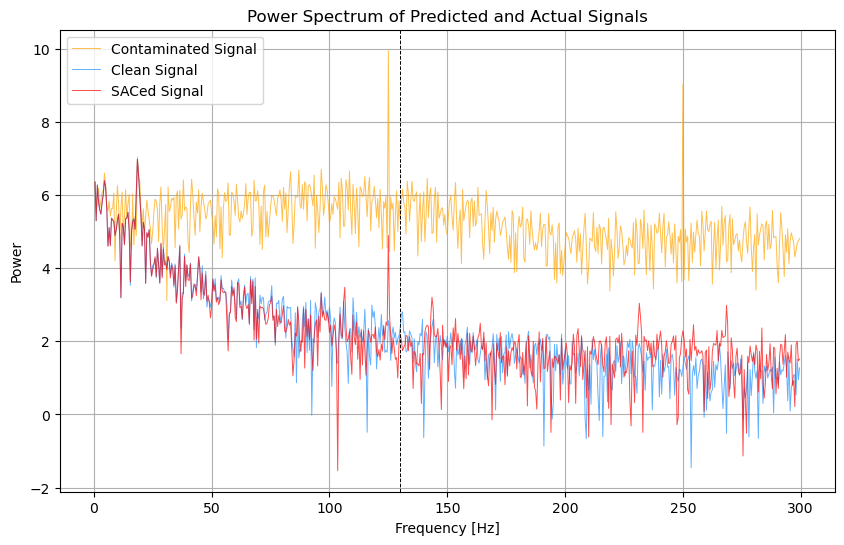 Power Spectrum of Predicted and Actual Signals
Contaminated Signal
Clean Signal
SACed Signal
Power
10
8
6
4
2
0
−2
0
50
100
150
200
250
300
Frequency [Hz]